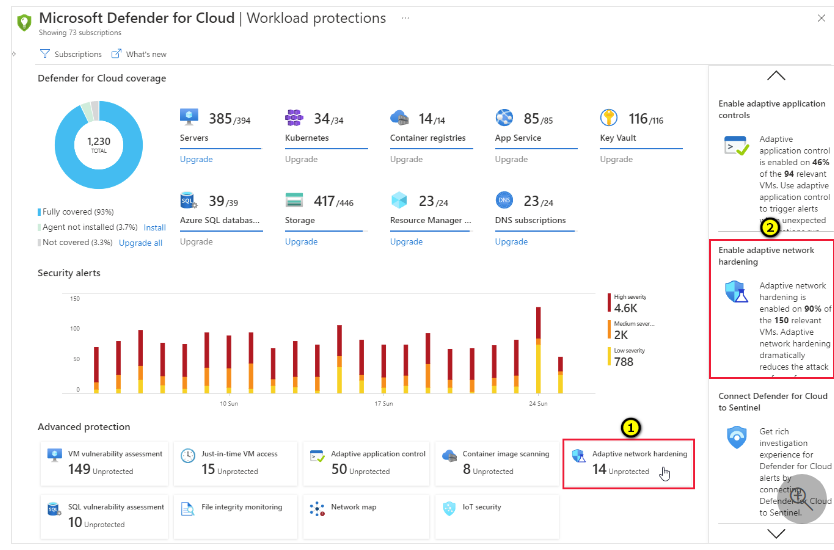 Microsoft Defender for Cloud | Workload protections ...
Showing 73 subscriptions
Subscriptions What's new
Defender for Cloud coverage
1,230
TOTAL
Fully covered (93%)
Agent not installed (3.7%) Install
Not covered (3.3%) Upgrade all
385/394
Servers
Upgrade
34/34
Kubernetes
Upgrade
14/14
Container registries
Upgrade
85/85
App Service
Upgrade
116/116
Key Vault
Upgrade
SQL
39/39
Azure SQL databas...
Upgrade
417/446
Storage
Upgrade
23/24
Resource Manager ...
Upgrade
DNS
23/24
DNS subscriptions
Upgrade
Security alerts
150
100
50
0
10 Sun
17 Sun
24 Sun
High severity
4.6K
Medium sever...
2K
Low severity
788
Advanced protection
VM vulnerability assessment
149 Unprotected
Just-in-time VM access
15 Unprotected
Adaptive application control
50 Unprotected
Container image scanning
8 Unprotected
1
Adaptive network hardening
14 Unprotected
SQL
SQL vulnerability assessment
10 Unprotected
File integrity monitoring
Network map
IoT security
Enable adaptive application
controls
Adaptive
application control
is enabled on 46%
of the 94 relevant
VMs. Use adaptive
application control
to trigger alerts
unexpected
2
Enable adaptive network
hardening
Adaptive network
hardening is
enabled on 90% of
the 150 relevant
VMs. Adaptive
network hardening
dramatically
reduces the attack
Connect Defender for Cloud
to Sentinel
Get rich
investigation
experience for
Defender for Cloud
alerts by
connecting
Defender for Cloud
to Sentinel.